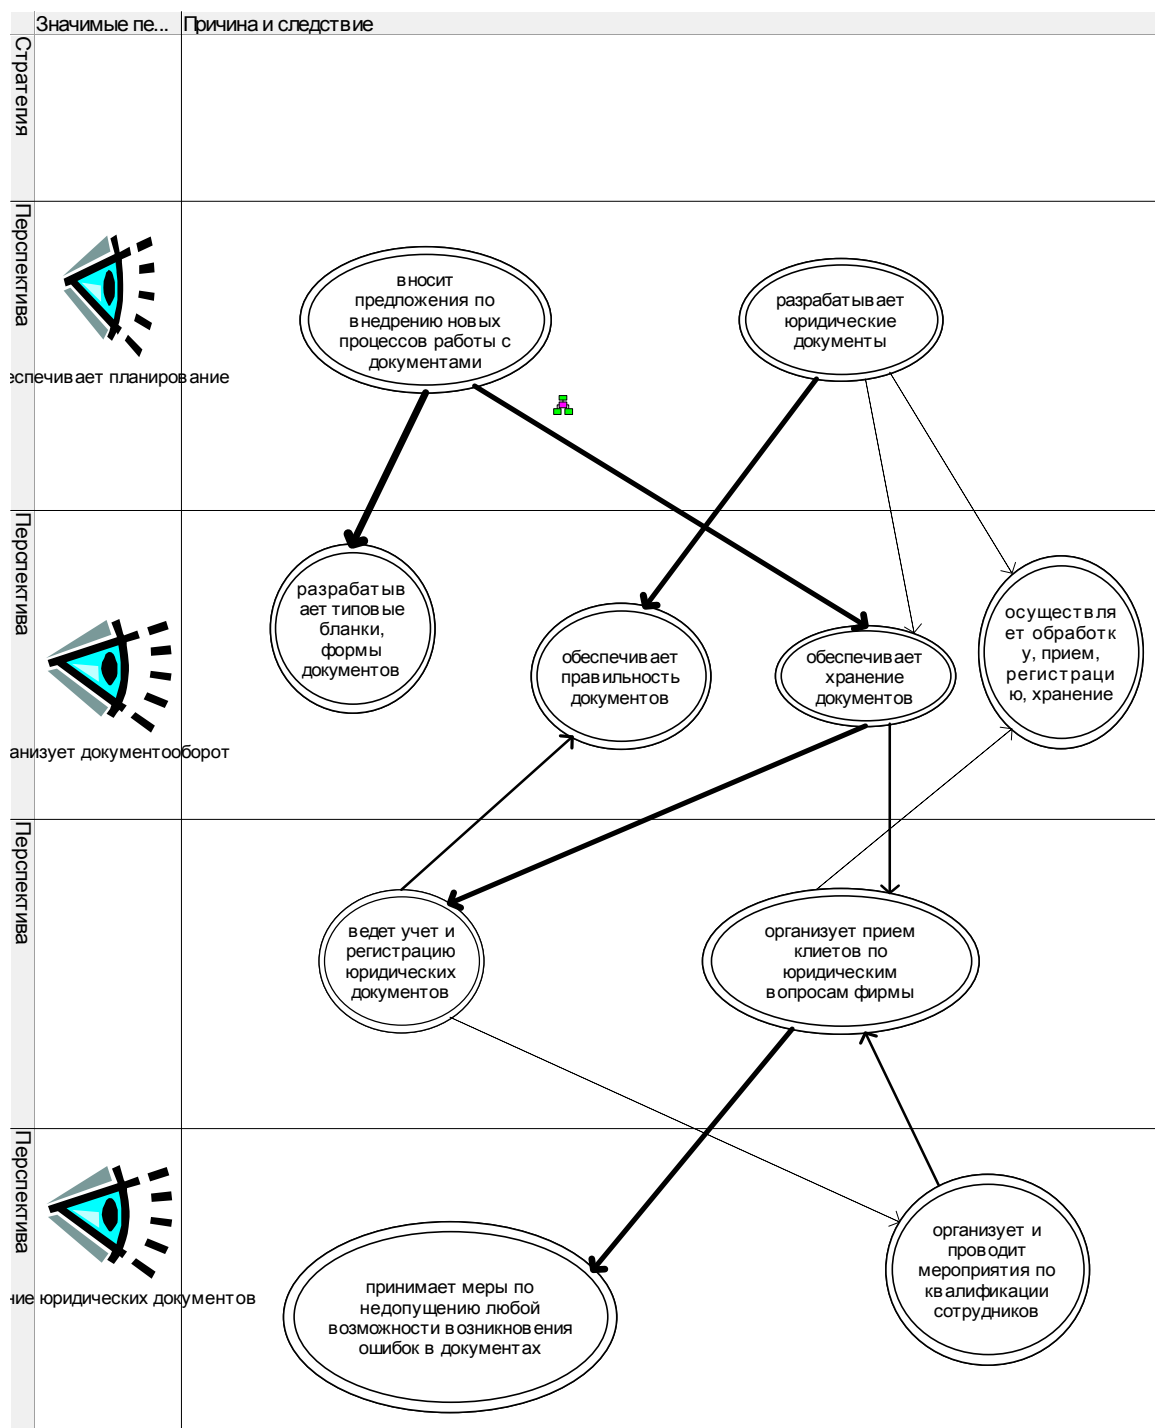 Значимые пе...
Причина и следствие
Стратегия
Перспектива
еспечивает планирование
вносит
предложения по
внедрению новых
процессов работы с
документами
разрабатывает
юридические
документы
Перспектива
анизует документооборот
разрабатыв
ает типовые
бланки,
формы
документов
обеспечивает
правильность
документов
обеспечивает
хранение
документов
осуществля
ет обработк
у, прием,
регистраци
ю, хранение
Перспектива
ведет учет и
регистрацию
юридических
документов
организует прием
клиетов по
юридическим
вопросам фирмы
Перспектива
ние юридических документов
принимает меры по
недопущению любой
возможности возникновения
ошибок в документах
организует и
проводит
мероприятия по
квалификации
сотрудников